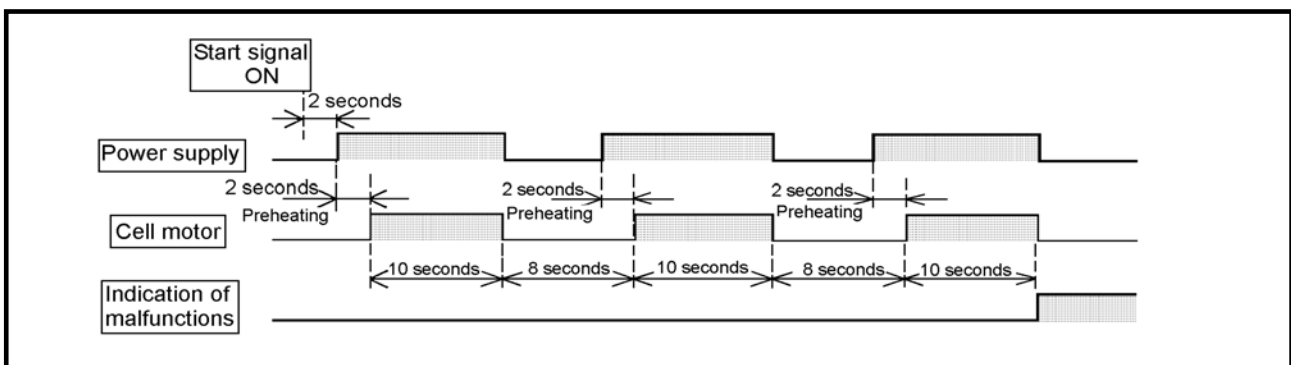 Start signal
ON
2 seconds
Power supply
2 seconds
Preheating
2 seconds
Preheating
2 seconds
Preheating
Cell motor
10 seconds
8 seconds
10 seconds
8 seconds
10 seconds
Indication of
malfunctions